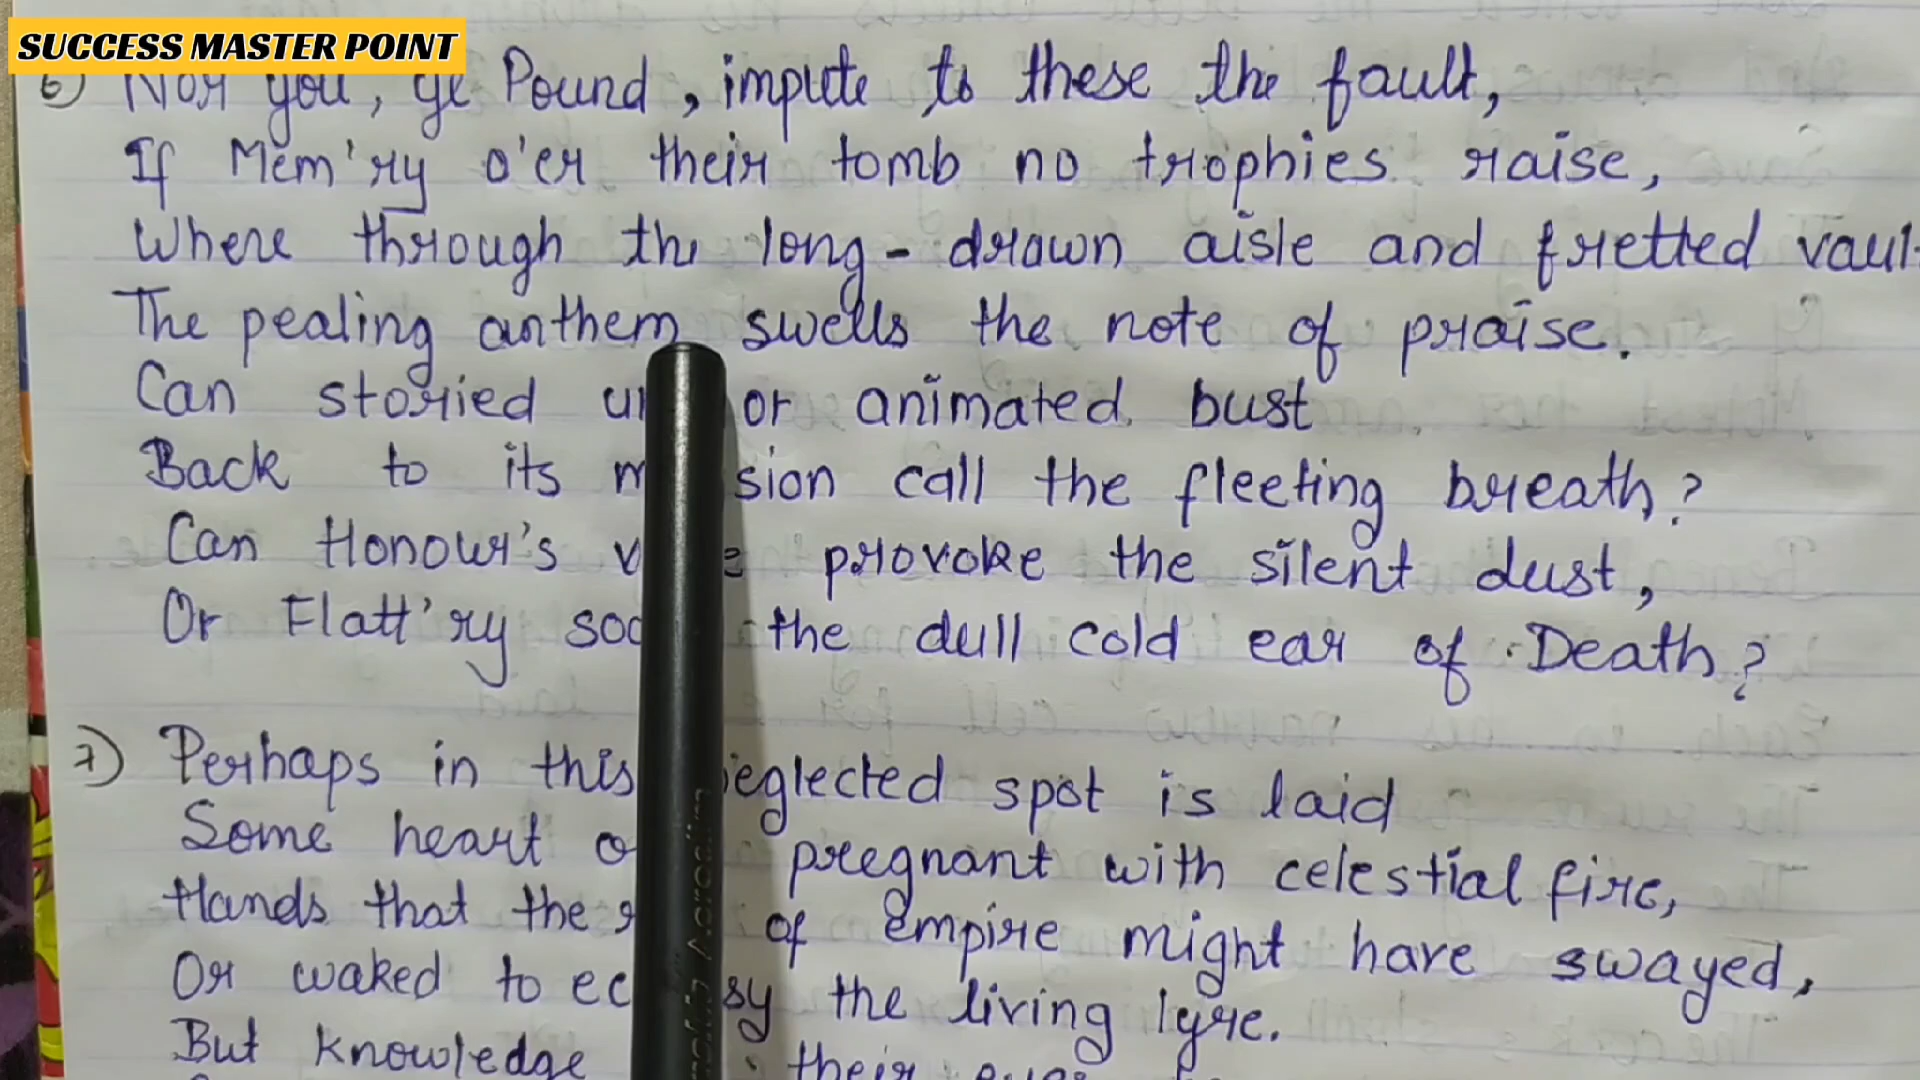 SUCCESS MASTER POINT
6) Nor you, ye Pound, impute to these the fault,
If Mem'ry o'er their tomb no trophies raise,
Where through the long-drawn aisle and fretted
The pealing anthem swells the note of praise.
Can storied or animated bust
Back to its call the fleeting breath?
Can Honour's provoke the silent dust,
Or Flatt'ry the dull cold ear of Death?
7) Perhaps in this spot is laid
Some heart pregnant with celestial fire,
Hands that the of empire might have swayed,
Or waked to the living lyre.
But knowledge their